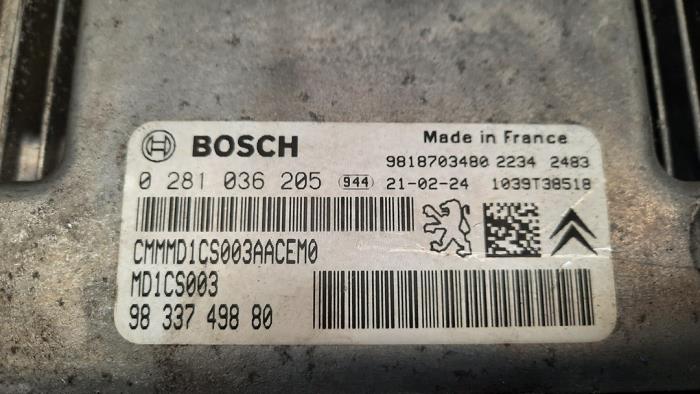 BOSCH
Made in France
9818703480 2234 2483
0 281 036 205 944 21-02-24 1039T38518
CMMMD1CS003AACEM0
MD1CS003
98 337 498 80